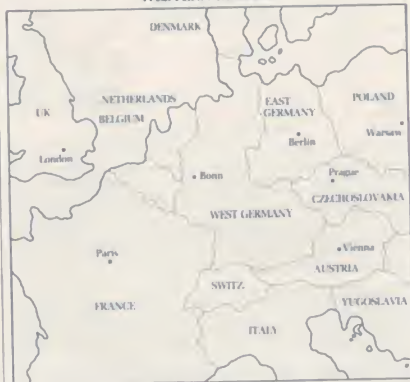 DENMARK
NETHERLANDS
EAST
GERMANY
POLAND
UK
BELGIUM
Berlin
Warsaw
London
Bonn
Prague
CZECHOSLOVAKIA
WEST GERMANY
Paris
Vienna
AUSTRIA
SWITZ
YUGOSLAVIA
FRANCE
ITALY